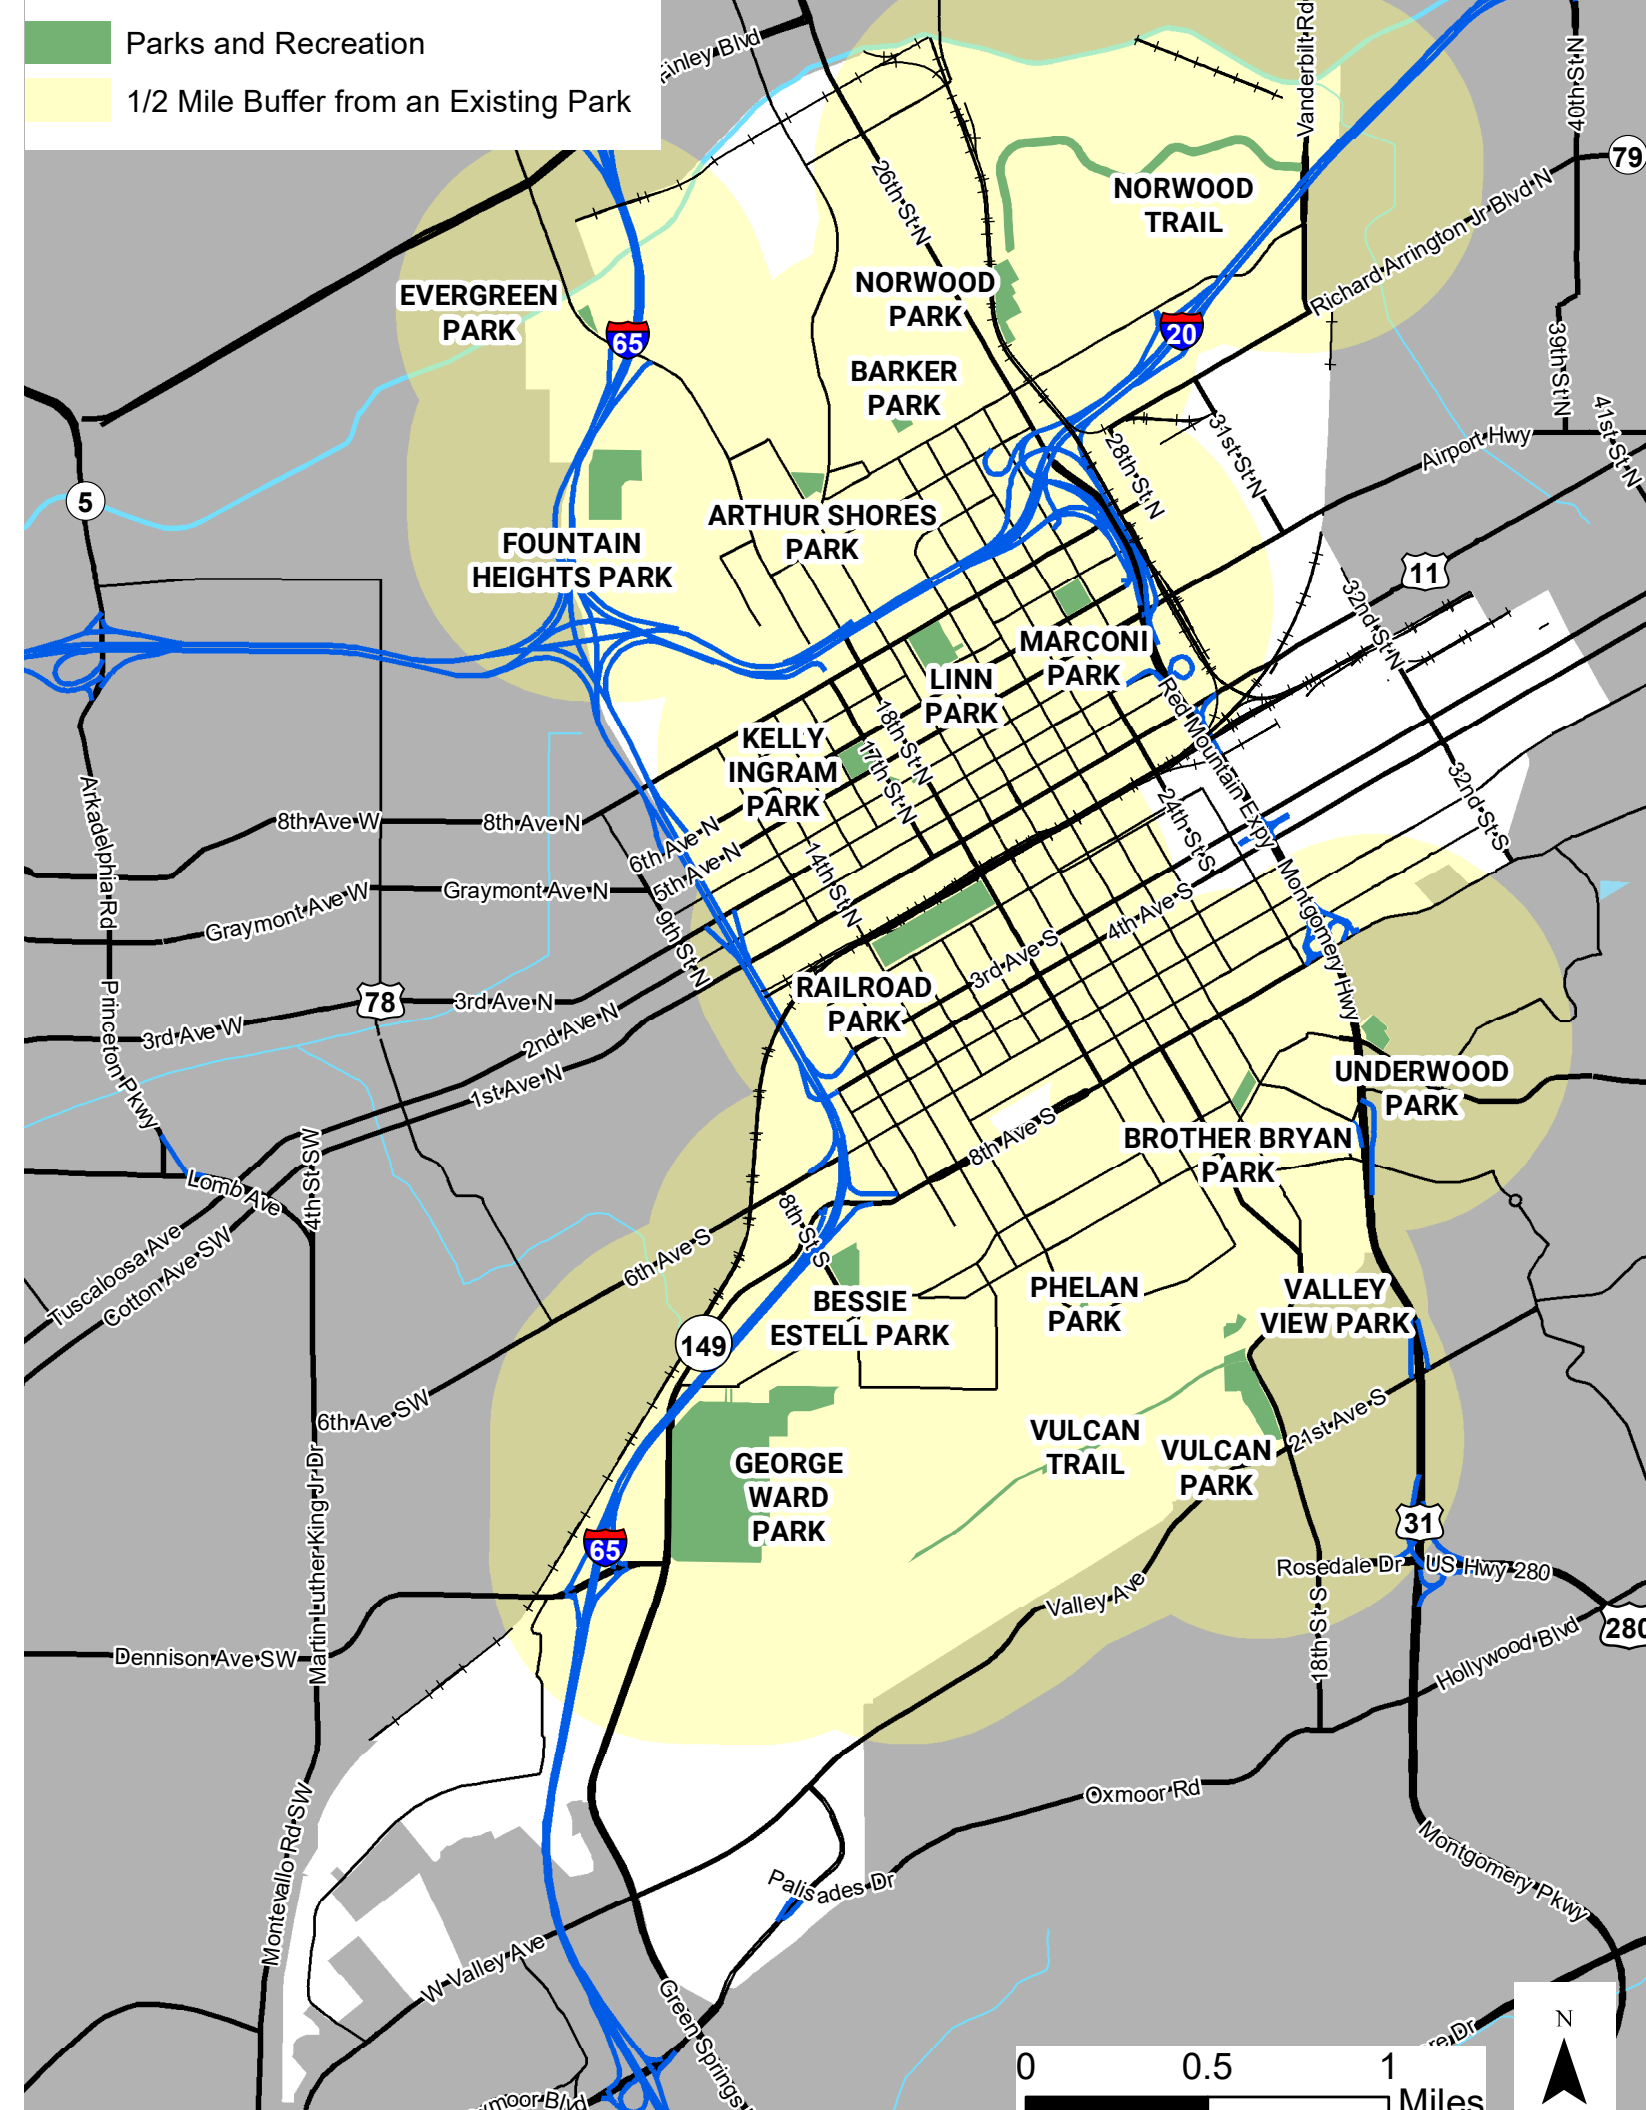 Parks and Recreation
1/2 Mile Buffer from an Existing Park
Finley Blvd
Vanderbilt Rd
40th St N
79
26th St N
NORWOOD
TRAIL
Richard Arrington Jr Blvd N
EVERGREEN
PARK
NORWOOD
PARK
65
20
39th St N
BARKER
PARK
41st St N
31st St N
Airport Hwy
28th St N
5
ARTHUR SHORES
PARK
FOUNTAIN
HEIGHTS PARK
11
32nd St N
MARCONI
PARK
LINN
PARK
Red Mountain Expy
18th St N
17th St N
KELLY
INGRAM
PARK
Arkadelphia Rd
32nd St S
24th St S
8th Ave W
8th Ave N
6th Ave N
5th Ave N
14th St N
Graymont Ave W
Graymont Ave N
9th St N
4th Ave S
3rd Ave S
Montgomery Hwy
RAILROAD
PARK
Princeton Pkwy
78
3rd Ave N
3rd Ave W
2nd Ave N
1st Ave N
UNDERWOOD
PARK
8th Ave S
BROTHER BRYAN
PARK
4th St SW
Lomb Ave
8th St S
6th Ave S
Tuscaloosa Ave
Cotton Ave SW
BESSIE
ESTELL PARK
PHELAN
PARK
VALLEY
VIEW PARK
149
6th Ave SW
21st Ave S
VULCAN
TRAIL
VULCAN
PARK
GEORGE
WARD
PARK
Martin Luther King Jr Dr
65
31
Rosedale Dr
US Hwy 280
280
Valley Ave
18th St S
Hollywood Blvd
Dennison Ave SW
Oxmoor Rd
Montevallo Rd SW
Montgomery Pkwy
Palisades Dr
W Valley Ave
Green Springs
N
re Dr
0 0.5 1
Miles
ymoor Blvd